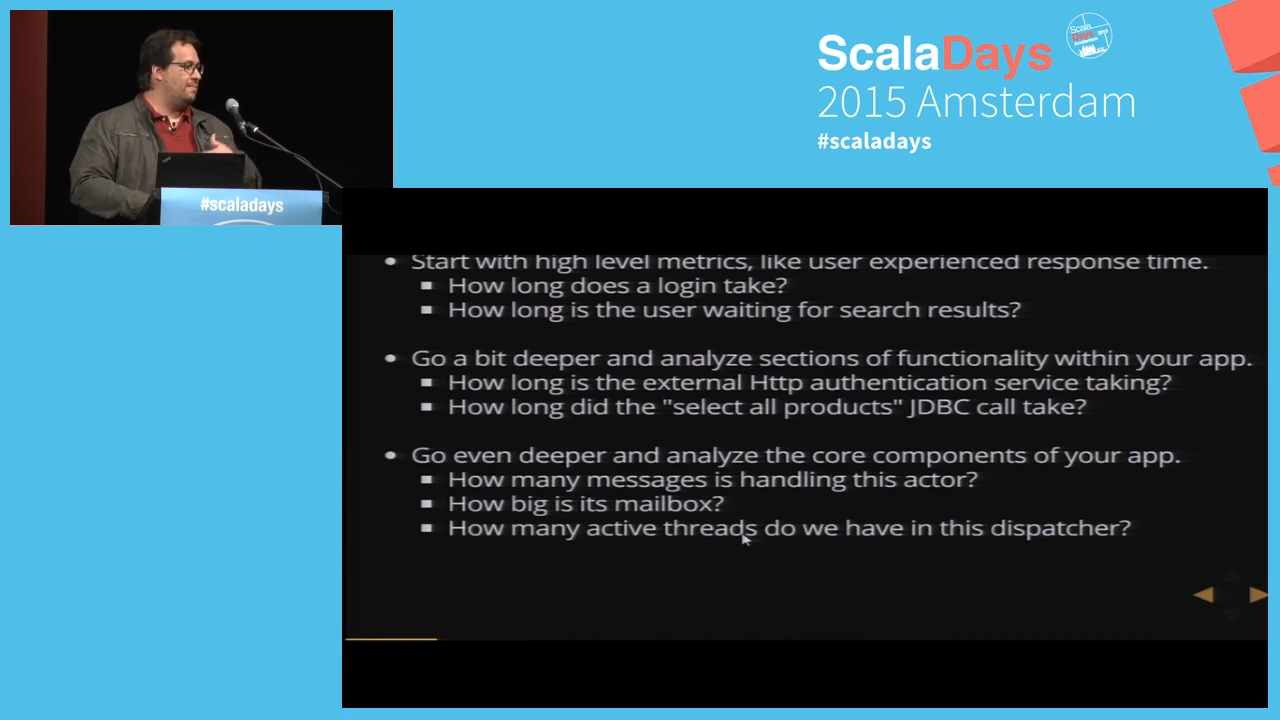 ScalaDays
2015 Amsterdam
#scaladays
#scaladays
• Start with high level metrics, like user experienced response time.
▪ How long does a login take?
▪ How long is the user waiting for search results?
• Go a bit deeper and analyze sections of functionality within your app.
▪ How long is the external Http authentication service taking?
▪ How long did the "select all products" JDBC call take?
• Go even deeper and analyze the core components of your app.
▪ How many messages is handling this actor?
▪ How big is its mailbox?
▪ How many active threads do we have in this dispatcher?